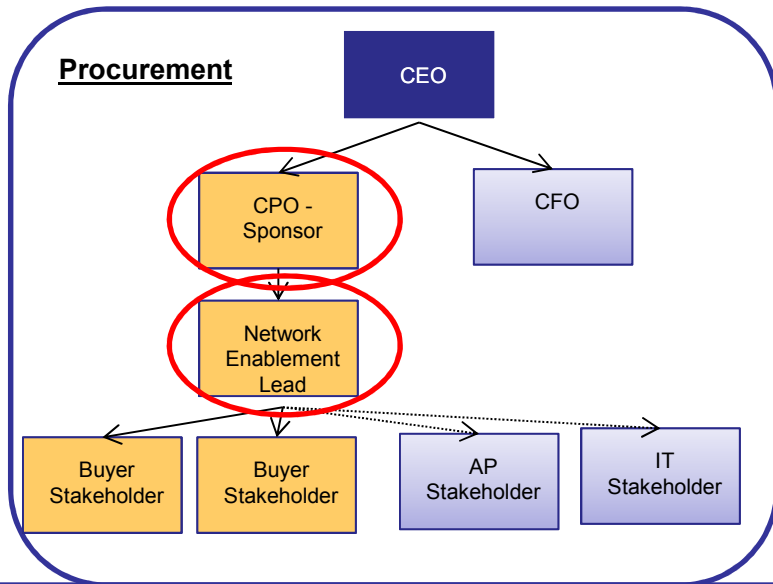 Procurement
CEO
CPO -
Sponsor
CFO
Network
Enablement
Lead
Buyer
Stakeholder
Buyer
Stakeholder
AP
Stakeholder
IT
Stakeholder